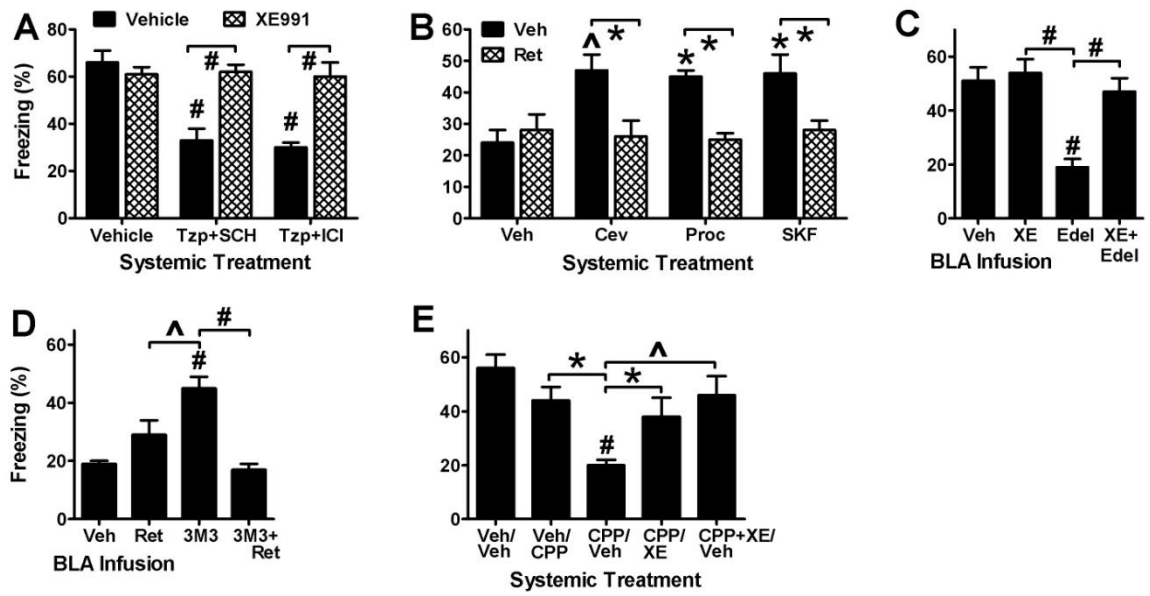 A
Vehicle XE991
Freezing (%)
80
60
40
20
0
# #
# #
Vehicle Tzp+SCH Tzp+ICI
Systemic Treatment
B
Veh
Ret
60
50
40
30
20
10
0
^ * * * * *
Veh Cev Proc SKF
Systemic Treatment
C
60
40
20
0
# #
#
Veh XE Edel XE+
Edel
BLA Infusion
D
Freezing (%)
60
40
20
0
^ #
#
Veh Ret 3M3 3M3+
Ret
BLA Infusion
E
60
40
20
0
* ^
*
#
Veh/ Veh/ CPP/ CPP/ CPP+XE/
Veh CPP Veh XE Veh
Systemic Treatment